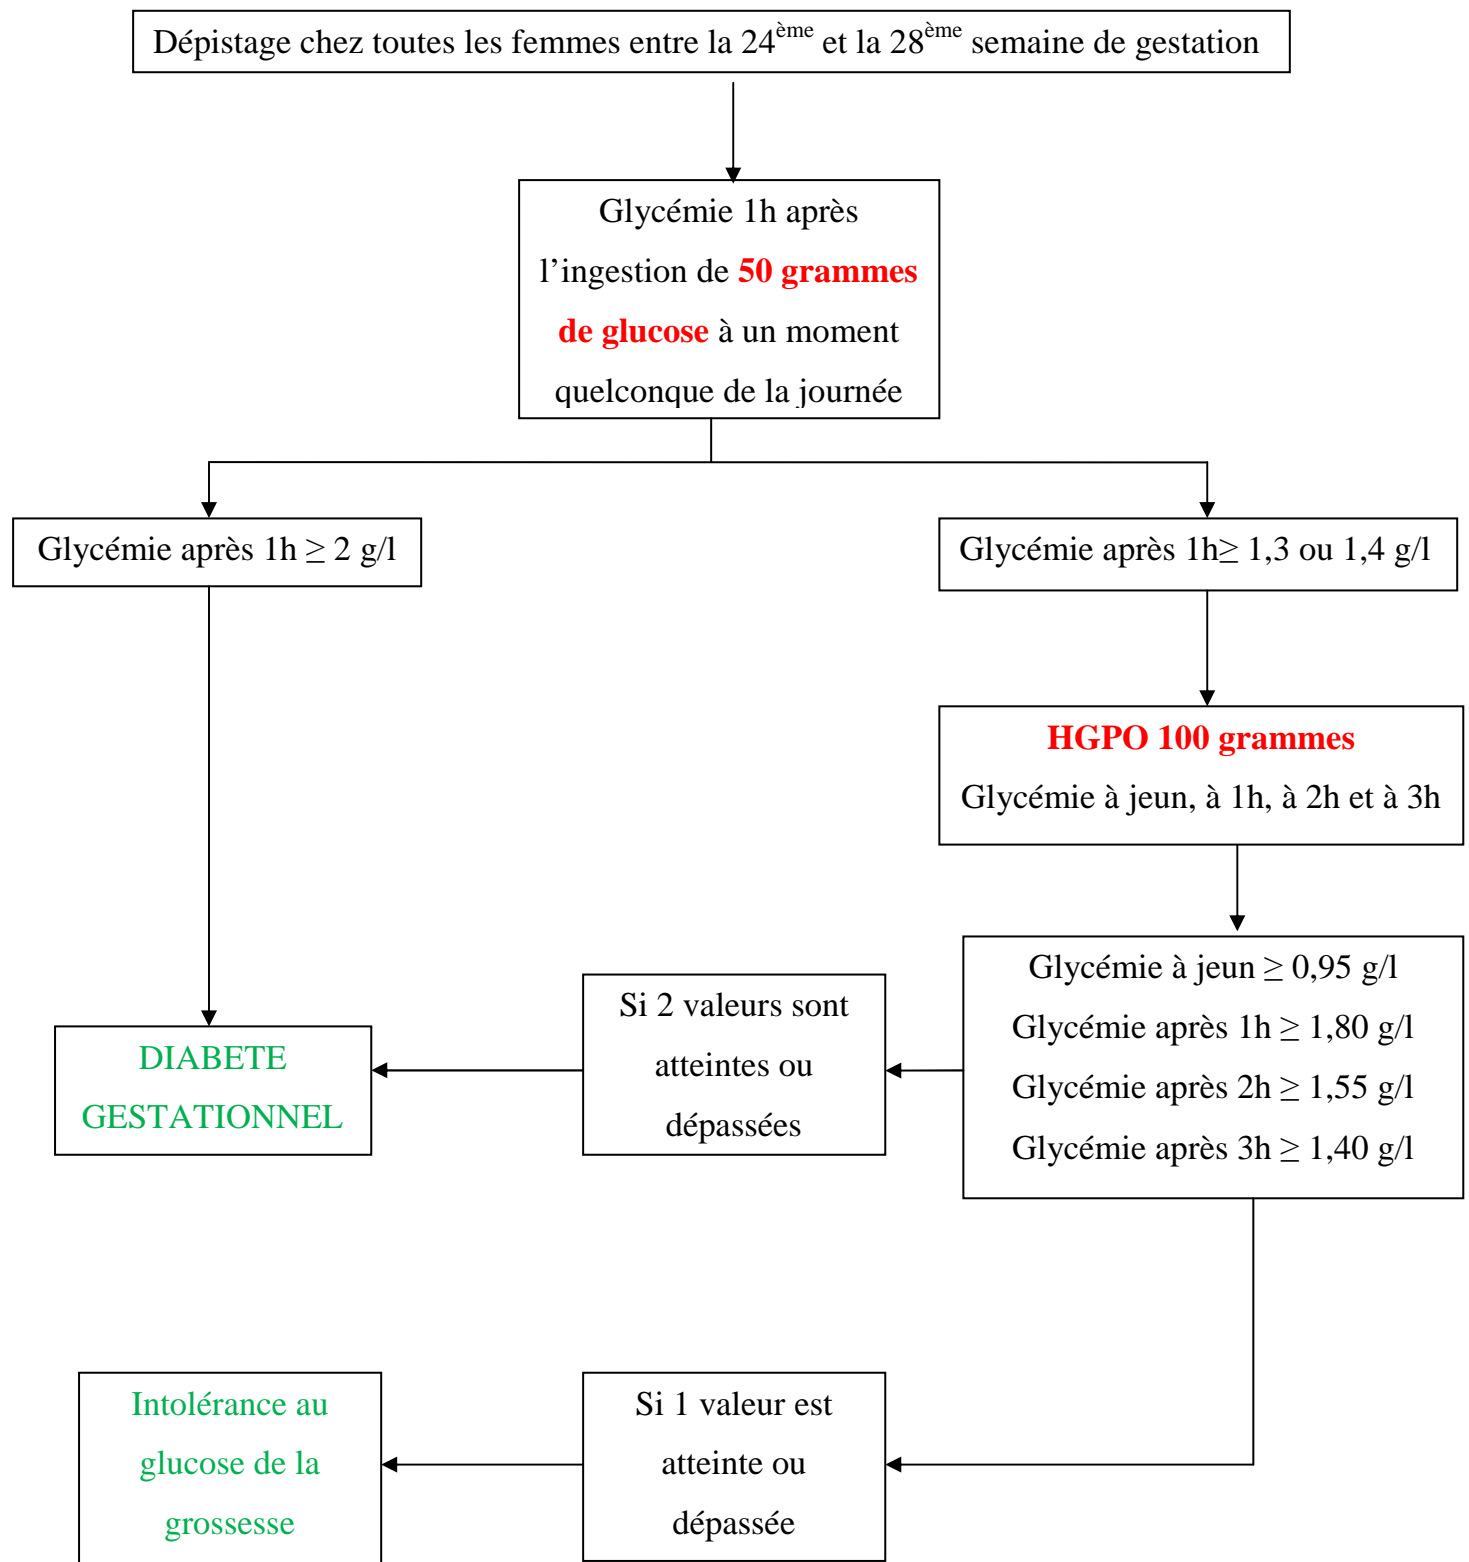 Dépistage chez toutes les femmes entre la 24ème et la 28ème semaine de gestation
Glycémie 1h après
l’ingestion de 50 grammes
de glucose à un moment
quelconque de la journée
Glycémie après 1h ≥ 2 g/l
Glycémie après 1h≥ 1,3 ou 1,4 g/l
HGPO 100 grammes
Glycémie à jeun, à 1h, à 2h et à 3h
Glycémie à jeun ≥ 0,95 g/l
Glycémie après 1h ≥ 1,80 g/l
Glycémie après 2h ≥ 1,55 g/l
Glycémie après 3h ≥ 1,40 g/l
Si 2 valeurs sont
atteintes ou
dépassées
DIABETE
GESTATIONNEL
Si 1 valeur est
atteinte ou
dépassée
Intolérance au
glucose de la
grossesse